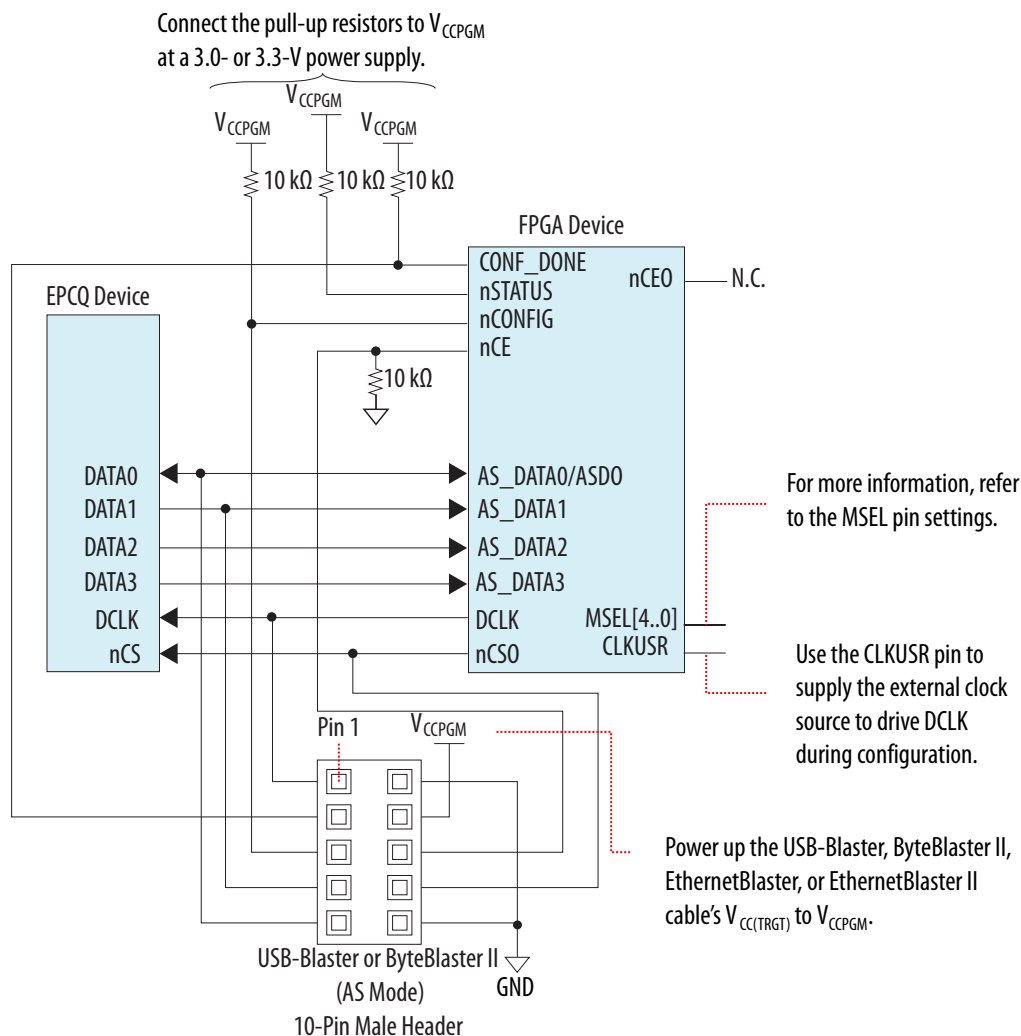 Connect the pull-up resistors to VCCPGM
at a 3.0- or 3.3-V power supply.
VCCPGM
VCCPGM
VCCPGM
10 kΩ
10 kΩ
10 kΩ
FPGA Device
CONF_DONE
nCEO
N.C.
nSTATUS
nCONFIG
nCE
EPCQ Device
10 kΩ
DATA0
AS_DATA0/ASDO
DATA1
AS_DATA1
DATA2
AS_DATA2
DATA3
AS_DATA3
DCLK
DCLK
MSEL[4..0]
nCS
nCSO
CLKUSR
For more information, refer
to the MSEL pin settings.
Use the CLKUSR pin to
supply the external clock
source to drive DCLK
during configuration.
Pin 1
VCCPGM
Power up the USB-Blaster, ByteBlaster II,
EthernetBlaster, or EthernetBlaster II
cable's VCC(TRGT) to VCCPGM.
USB-Blaster or ByteBlaster II
(AS Mode)
10-Pin Male Header
GND